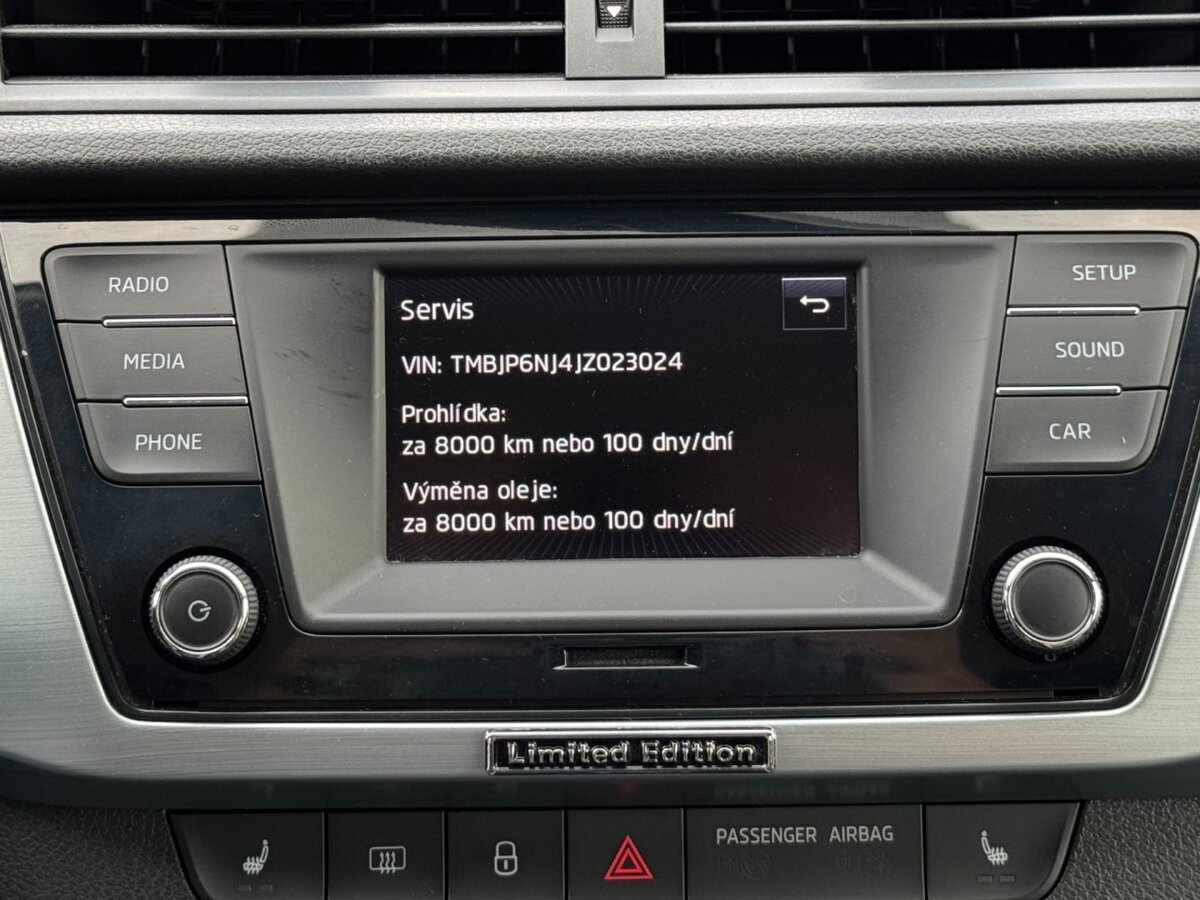 RADIO
MEDIA
PHONE
Servis
VIN: TMBJP6NJ4JZ023024
Prohlídka:
za 8000 km nebo 100 dny/dní
Výměna oleje:
za 8000 km nebo 100 dny/dní
SETUP
SOUND
CAR
Limited Edition
PASSENGER AIRBAG